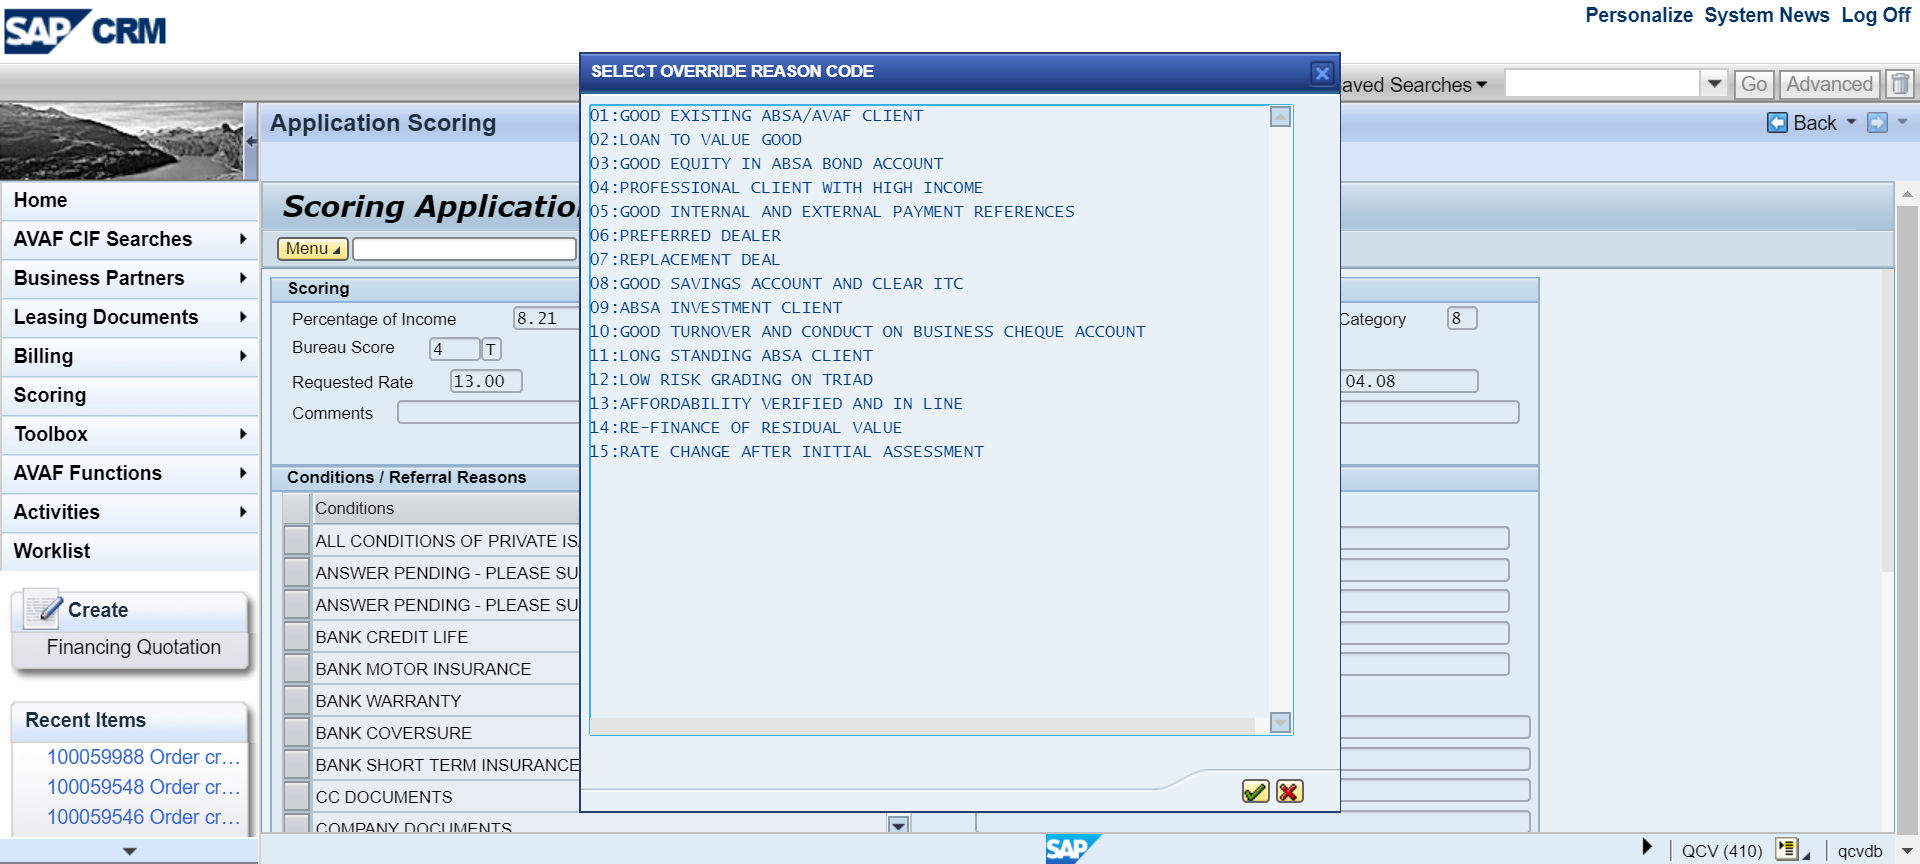 SAP CRM
Personalize System News Log Off
SELECT OVERRIDE REASON CODE
aved Searches
Go
Advanced
Application Scoring
Back
Home
AVAF CIF Searches
Business Partners
Leasing Documents
Billing
Scoring
Toolbox
AVAF Functions
Activities
Worklist
Create
Financing Quotation
Recent Items
100059988 Order cr...
100059548 Order cr...
100059546 Order cr...
Scoring Applicatio
Menu
Scoring
Percentage of Income 8.21
Bureau Score 4 T
Requested Rate 13.00
Comments
Category 8
04.08
Conditions / Referral Reasons
Conditions
ALL CONDITIONS OF PRIVATE IS
ANSWER PENDING - PLEASE SU
ANSWER PENDING - PLEASE SU
BANK CREDIT LIFE
BANK MOTOR INSURANCE
BANK WARRANTY
BANK COVERSURE
BANK SHORT TERM INSURANCE
CC DOCUMENTS
COMPANY DOCUMENTS
01:GOOD EXISTING ABSA/AVAF CLIENT
02:LOAN TO VALUE GOOD
03:GOOD EQUITY IN ABSA BOND ACCOUNT
04:PROFESSIONAL CLIENT WITH HIGH INCOME
05:GOOD INTERNAL AND EXTERNAL PAYMENT REFERENCES
06:PREFERRED DEALER
07:REPLACEMENT DEAL
08:GOOD SAVINGS ACCOUNT AND CLEAR ITC
09:ABSA INVESTMENT CLIENT
10:GOOD TURNOVER AND CONDUCT ON BUSINESS CHEQUE ACCOUNT
11:LONG STANDING ABSA CLIENT
12:LOW RISK GRADING ON TRIAD
13:AFFORDABILITY VERIFIED AND IN LINE
14:RE-FINANCE OF RESIDUAL VALUE
15:RATE CHANGE AFTER INITIAL ASSESSMENT
SAP
QCV (410)
qcvdb